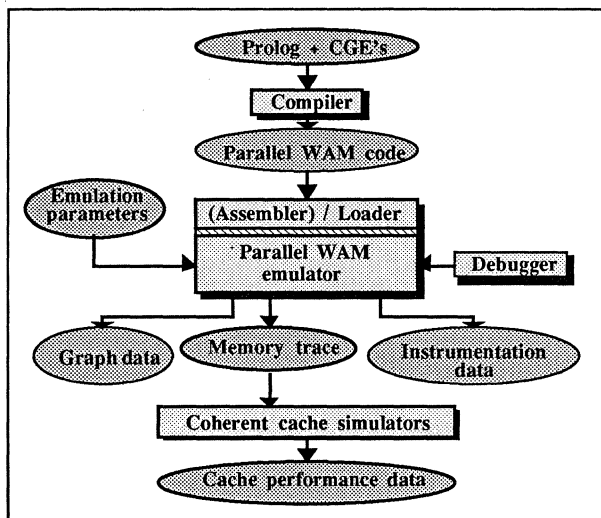 Prolog + CGE's
Compiler
Parallel WAM code
Emulation
parameters
(Assembler) / Loader
Parallel WAM
emulator
Debugger
Graph data
Memory trace
Instrumentation
data
Coherent cache simulators
Cache performance data